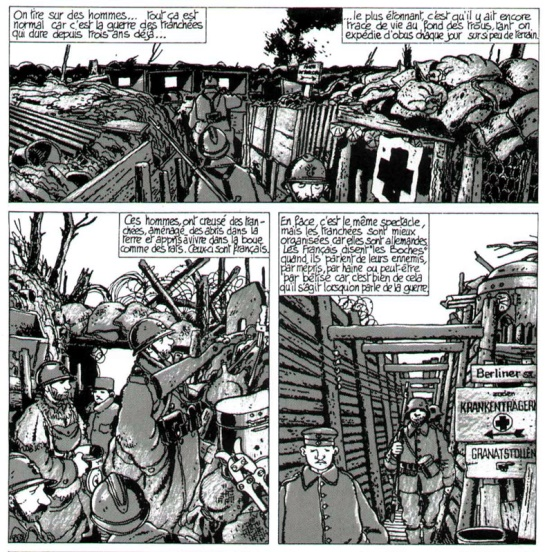 On tire sur des hommes... Tout ça est
normal car c'est la guerre des tranchées
qui dure depuis trois ans déjà...
...le plus étonnant, c'est qu'il y ait encore
trace de vie au fond des trous, tant on
expédie d'obus chaque jour sur si peu de terrain.
Ces hommes, ont creusé des tran-
chées, aménagé des abris dans la
terre et appris à vivre dans la boue
comme des rats. Ceux-ci sont français.
En face, c'est le même spectacle,
mais les tranchées sont mieux
organisées car elles sont allemandes.
Les Français disent "les Boches"
quand ils parlent de leurs ennemis,
par mépris, par haine ou peut-être
par bêtise car c'est bien de cela
qu'il s'agit lorsqu'on parle de la guerre.
Berliner
KRANKENTRÄGER
GRANATSTOLLEN